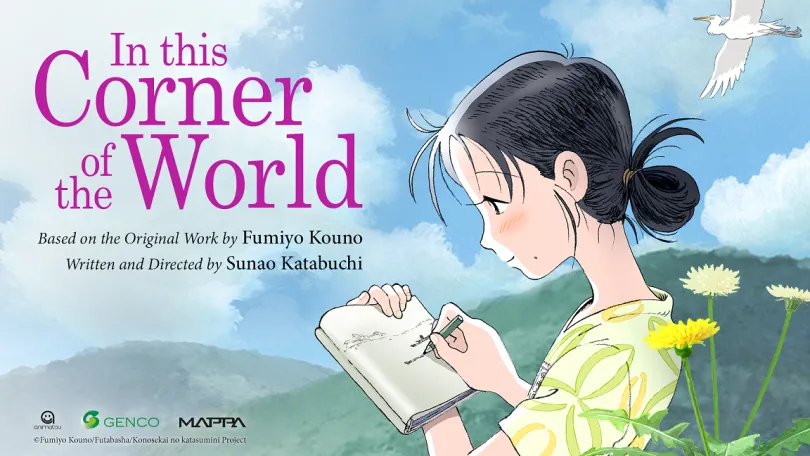 In this
Corner
of
the World
Based on the Original Work by Fumiyo Kouno
Written and Directed by Sunao Katabuchi
animatsu GENCO MAPPA
©Fumiyo Kouno/Futabasha/Konosekai no katasumini Project